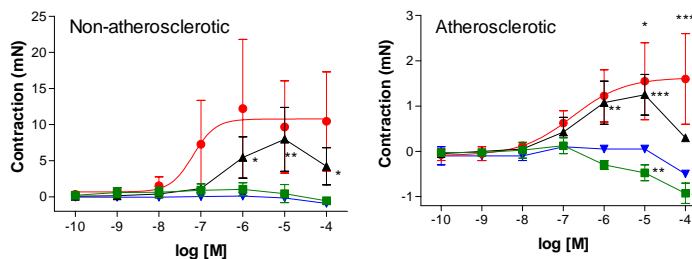 Non-atherosclerotic
Contraction (mN)
25
20
15
10
5
0
*
**
*
-10 -9 -8 -7 -6 -5 -4
log [M]
Atherosclerotic
Contraction (mN)
3
2
1
0
-1
*
***
**
***
**
-10 -9 -8 -7 -6 -5 -4
log [M]